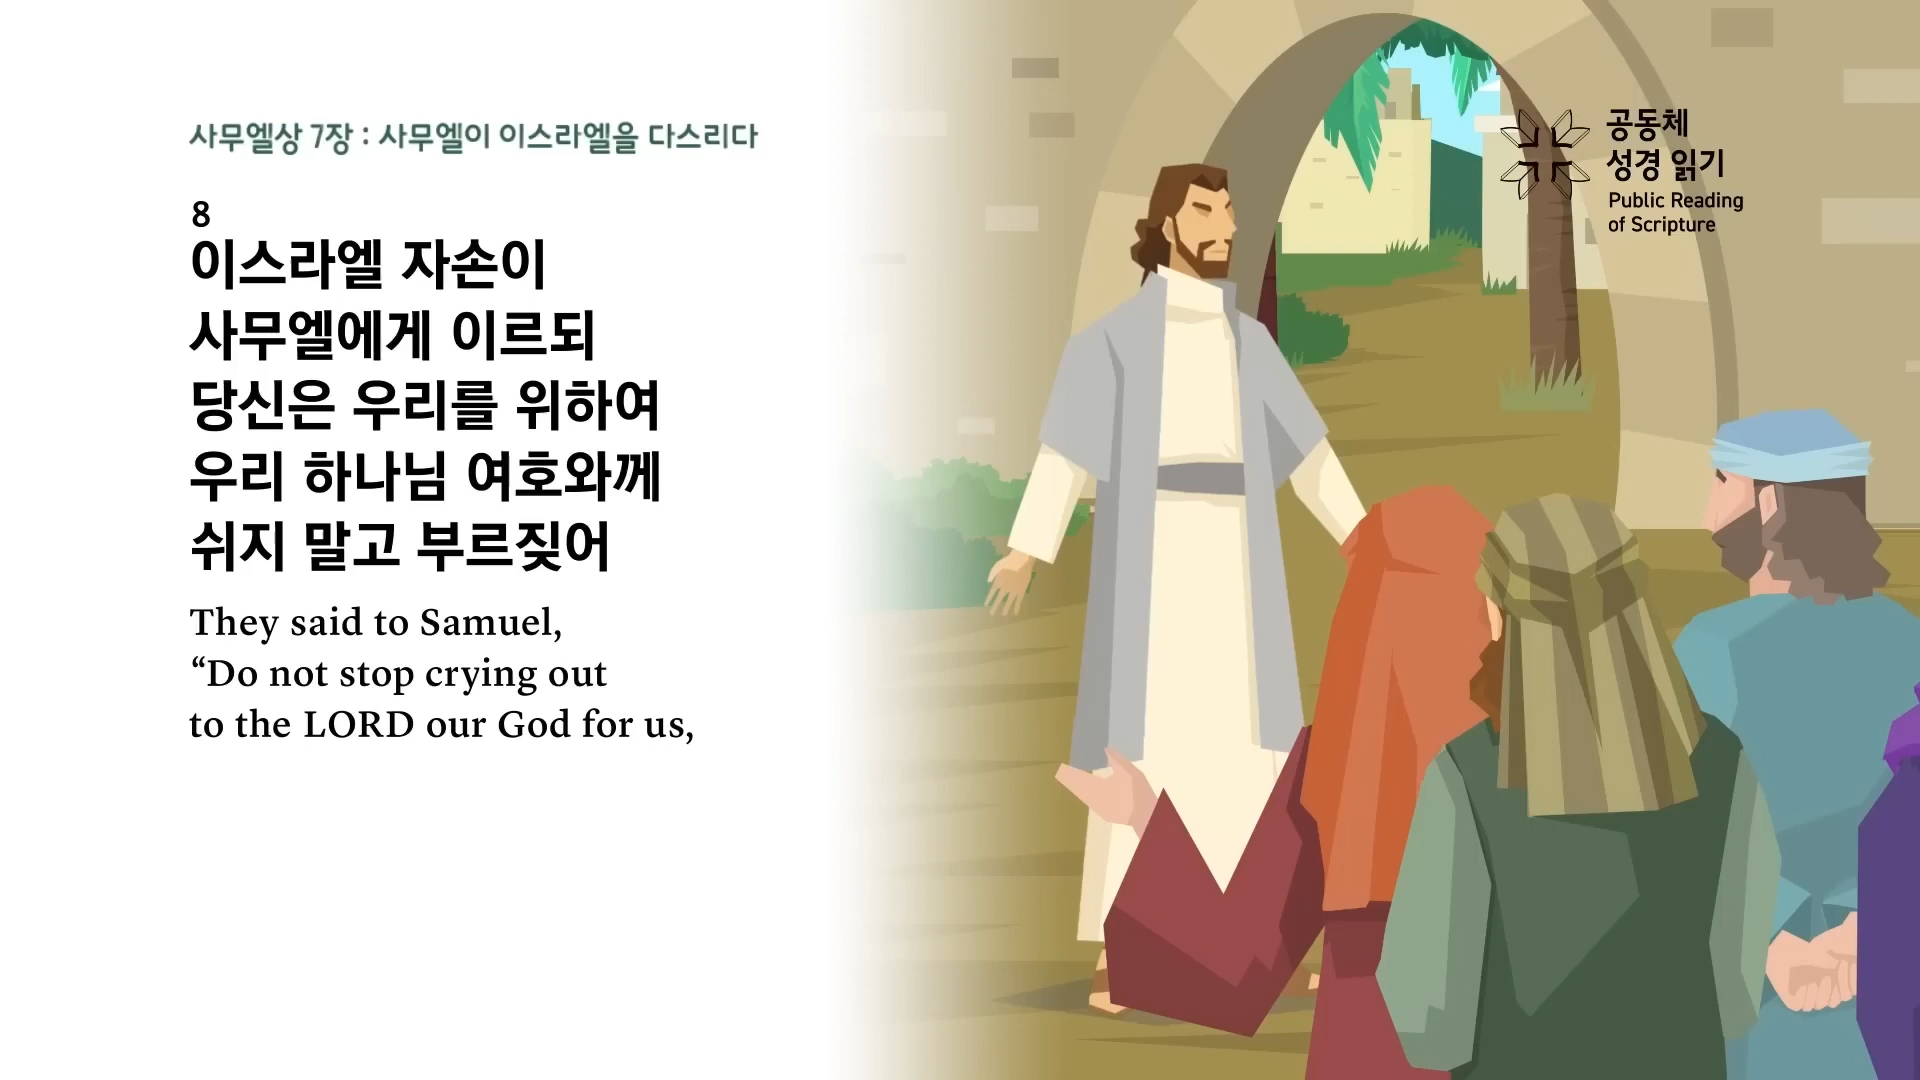 사무엘상 7장 : 사무엘이 이스라엘을 다스리다
8
이스라엘 자손이
사무엘에게 이르되
당신은 우리를 위하여
우리 하나님 여호와께
쉬지 말고 부르짖어
They said to Samuel,
“Do not stop crying out
to the LORD our God for us,
공동체
성경 읽기
Public Reading
of Scripture